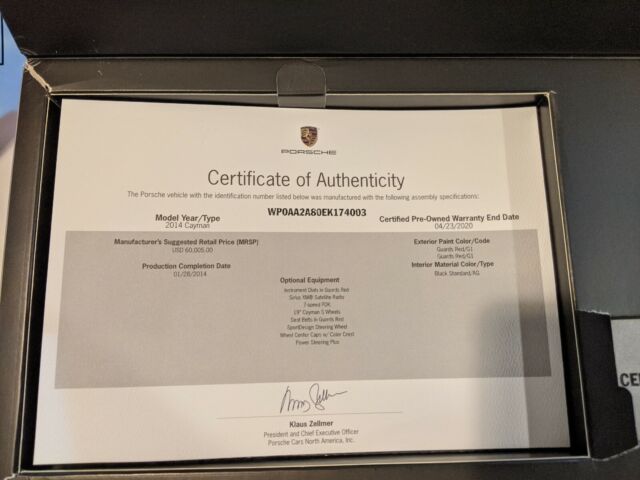 PORSCHE
Certificate of Authenticity
The Porsche vehicle with the identification number listed below was manufactured with the following assembly specifications:
WP0AA2A80EK174003
Model Year/Type
2014 Cayman
Certified Pre-Owned Warranty End Date
04/23/2020
Manufacturer's Suggested Retail Price (MRSP)
USD 60,005.00
Production Completion Date
01/28/2014
Exterior Paint Color/Code
Guards Red/G1
Guards Red/G1
Interior Material Color/Type
Black Standard/AG
Optional Equipment
Instrument Dials in Guards Red
Sirius XM® Satellite Radio
7-speed PDK
19" Cayman S Wheels
Seat Belts in Guards Red
SportDesign Steering Wheel
Wheel Center Caps w/ Color Crest
Power Steering Plus
Klaus Zellmer
President and Chief Executive Officer
Porsche Cars North America, Inc.